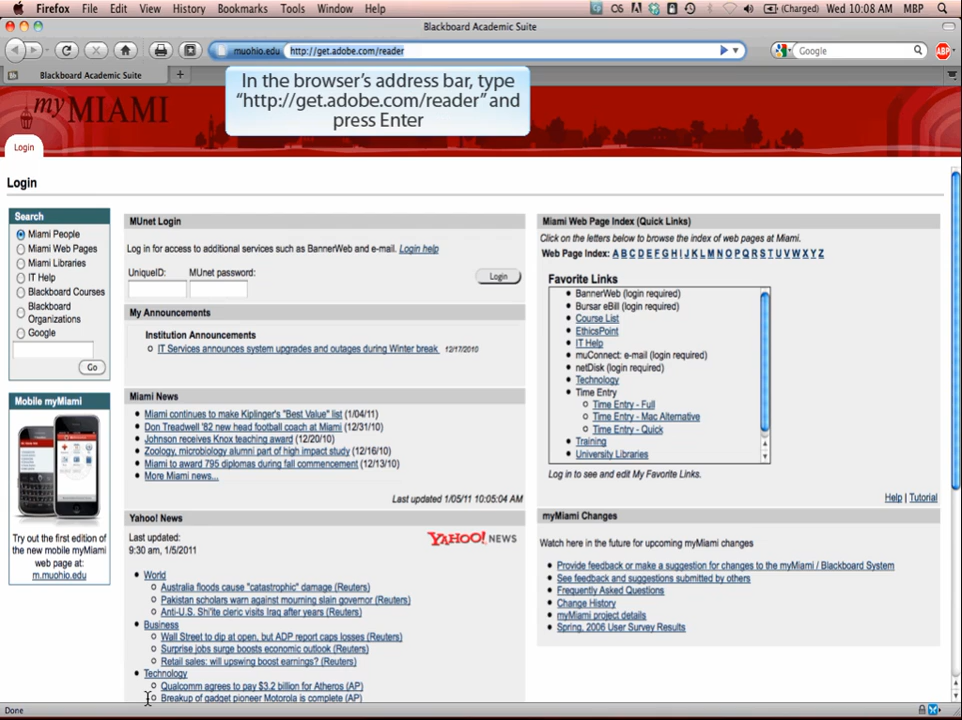 Firefox File Edit View History Bookmarks Tools Window Help (Charged) Wed 10:08 AM MBP
Blackboard Academic Suite
muohio.edu http://get.adobe.com/reader Google ABP
Blackboard Academic Suite
In the browser's address bar, type
"http://get.adobe.com/reader" and
press Enter
myMIAMI
Login
Login
Search
Miami People
Miami Web Pages
Miami Libraries
IT Help
Blackboard Courses
Blackboard
Organizations
Google
Go
Mobile myMiami
Try out the first edition of
the new mobile myMiami
web page at:
m.muohio.edu
MUnet Login
Log in for access to additional services such as BannerWeb and e-mail. Login help
UniqueID: MUnet password:
Login
My Announcements
Institution Announcements
IT Services announces system upgrades and outages during Winter break 12/17/2010
Miami News
Miami continues to make Kiplinger's "Best Value" list (1/04/11)
Don Treadwell '82 new head football coach at Miami (12/31/10)
Johnson receives Knox teaching award (12/20/10)
Zoology, microbiology alumni part of high impact study (12/16/10)
Miami to award 795 diplomas during fall commencement (12/13/10)
More Miami news...
Last updated 1/05/11 10:05:04 AM
Yahoo! News
Last updated:
9:30 am, 1/5/2011
YAHOO! NEWS
World
Australia floods cause "catastrophic" damage (Reuters)
Pakistan scholars warn against mourning slain governor (Reuters)
Anti-U.S. Shi'ite cleric visits Iraq after years (Reuters)
Business
Wall Street to dip at open, but ADP report caps losses (Reuters)
Surprise jobs surge boosts economic outlook (Reuters)
Retail sales: will upswing boost earnings? (Reuters)
Technology
Qualcomm agrees to pay $3.2 billion for Atheros (AP)
Breakup of gadget pioneer Motorola is complete (AP)
Miami Web Page Index (Quick Links)
Click on the letters below to browse the index of web pages at Miami.
Web Page Index: A B C D E F G H I J K L M N O P Q R S T U V W X Y Z
Favorite Links
BannerWeb (login required)
Bursar eBill (login required)
Course List
EthicsPoint
IT Help
muConnect: e-mail (login required)
netDisk (login required)
Technology
Time Entry
Time Entry - Full
Time Entry - Mac Alternative
Time Entry - Quick
Training
University Libraries
Log in to see and edit My Favorite Links.
Help | Tutorial
myMiami Changes
Watch here in the future for upcoming myMiami changes
Provide feedback or make a suggestion for changes to the myMiami / Blackboard System
See feedback and suggestions submitted by others
Frequently Asked Questions
Change History
myMiami project details
Spring, 2006 User Survey Results
Done